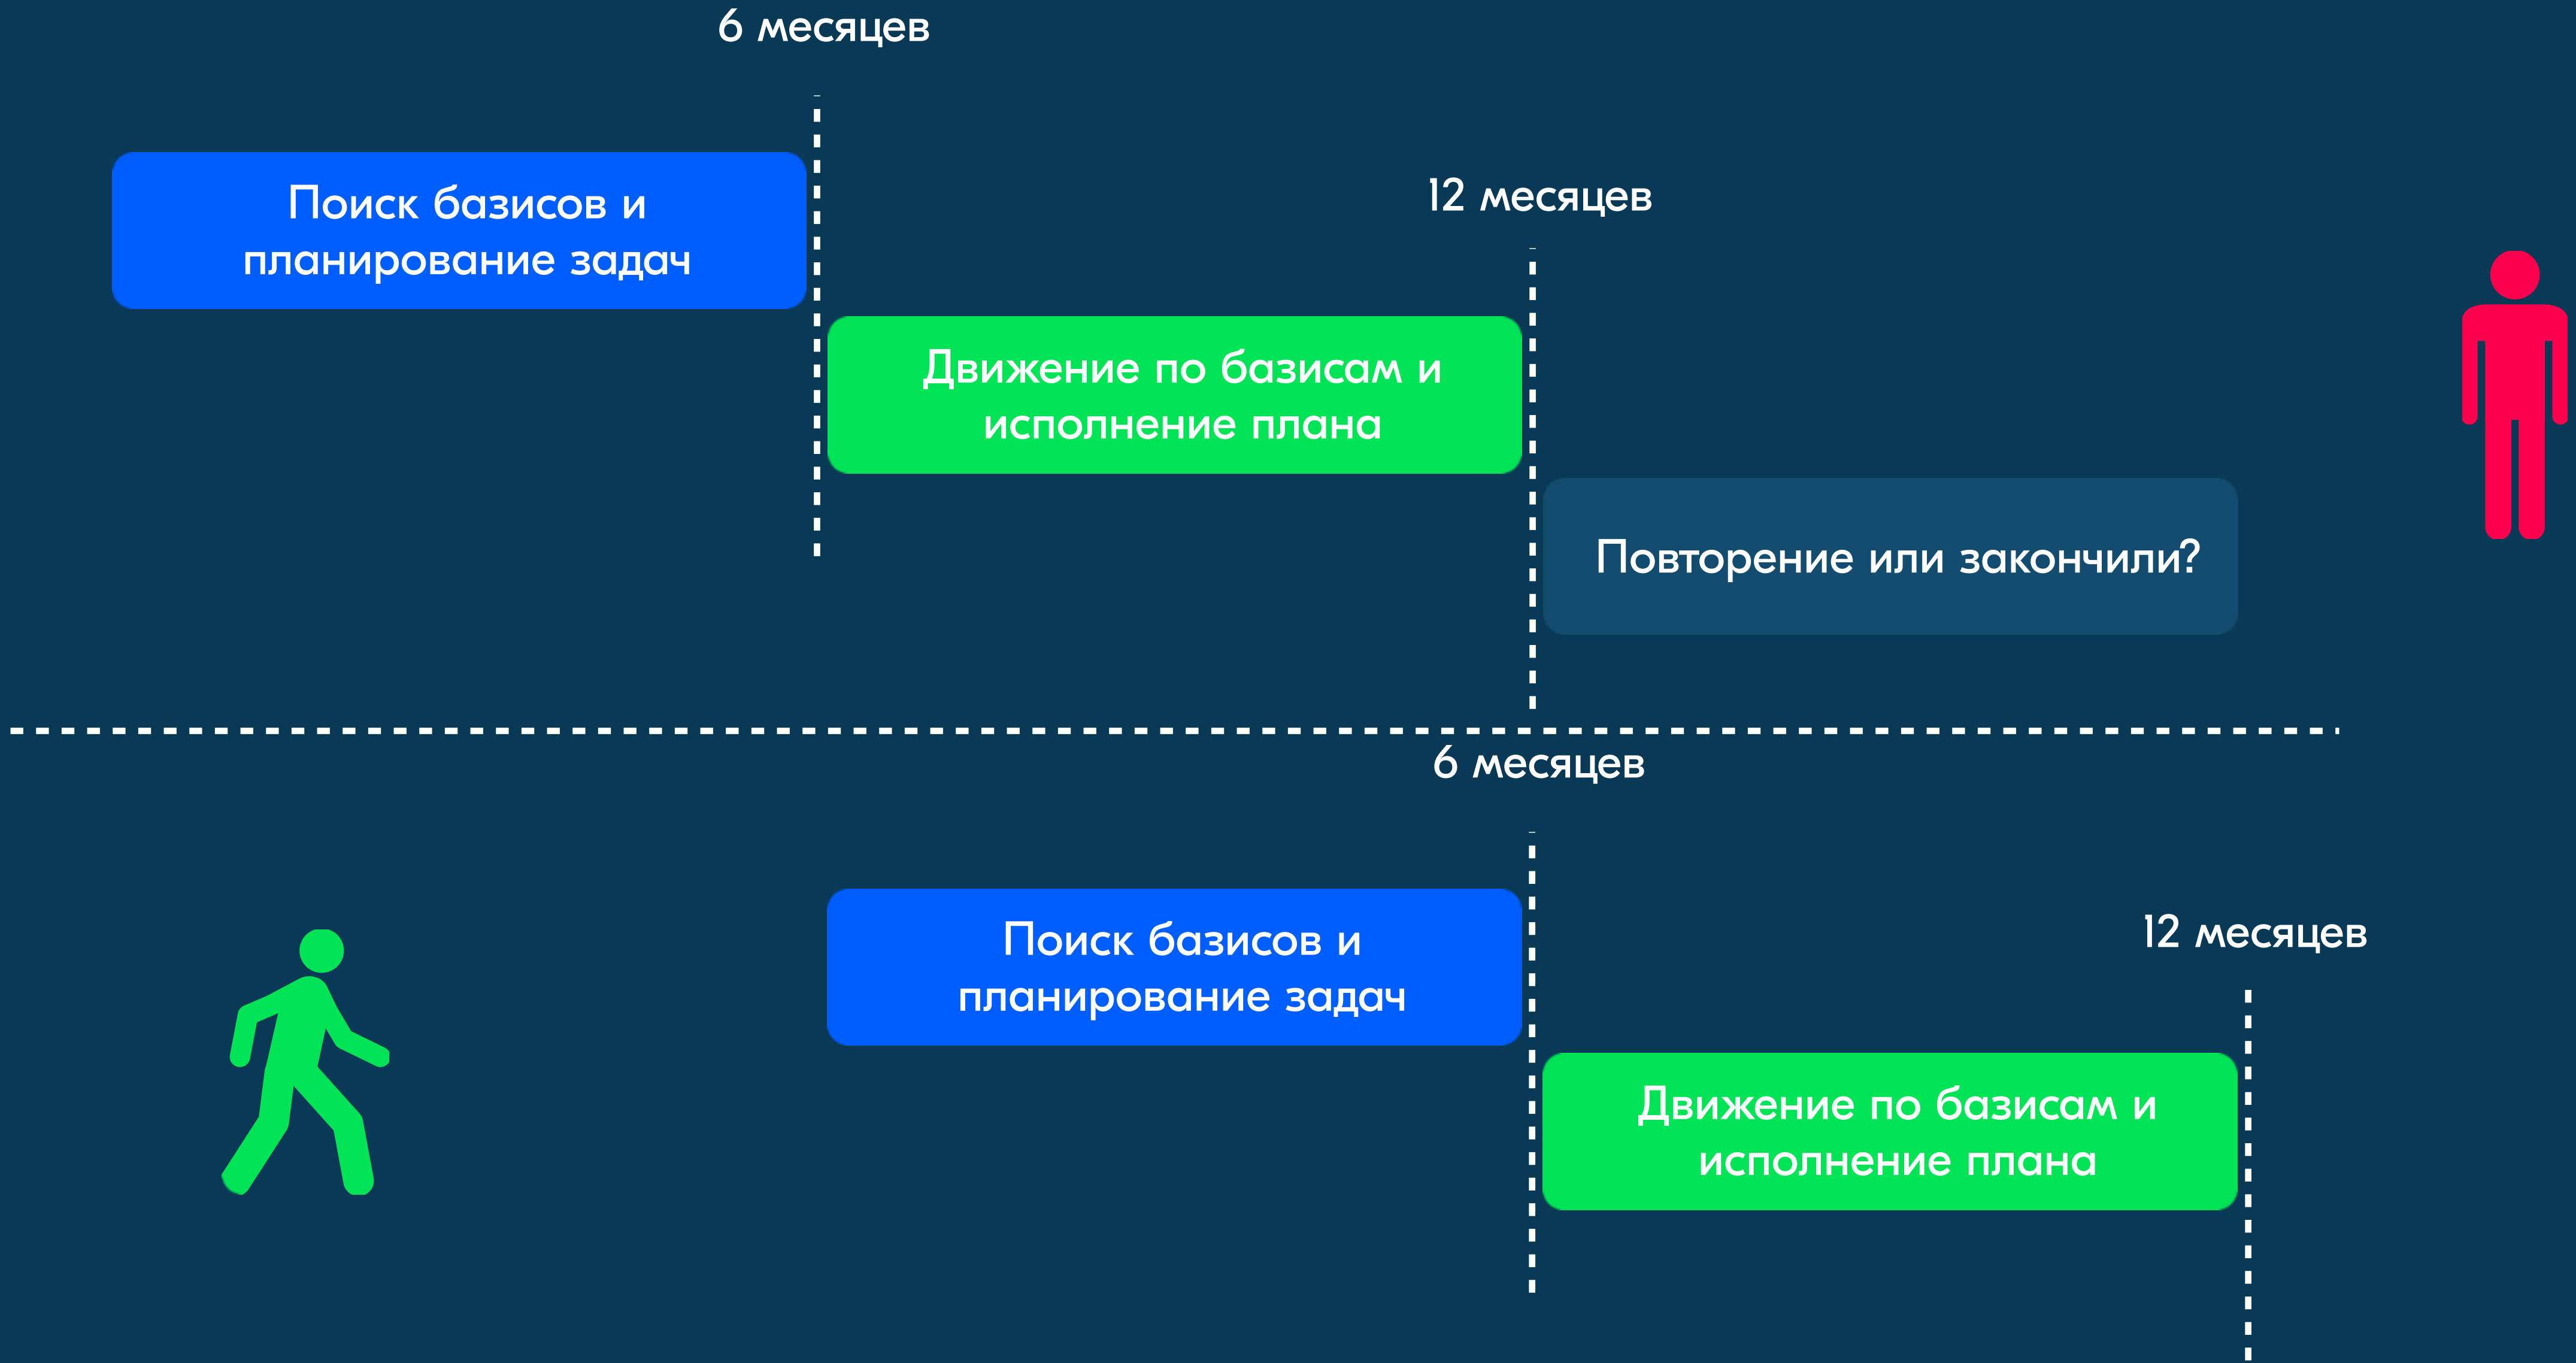 6 месяцев
Поиск базисов и
планирование задач
12 месяцев
Движение по базисам и
исполнение плана
Повторение или закончили?
6 месяцев
Поиск базисов и
планирование задач
12 месяцев
Движение по базисам и
исполнение плана